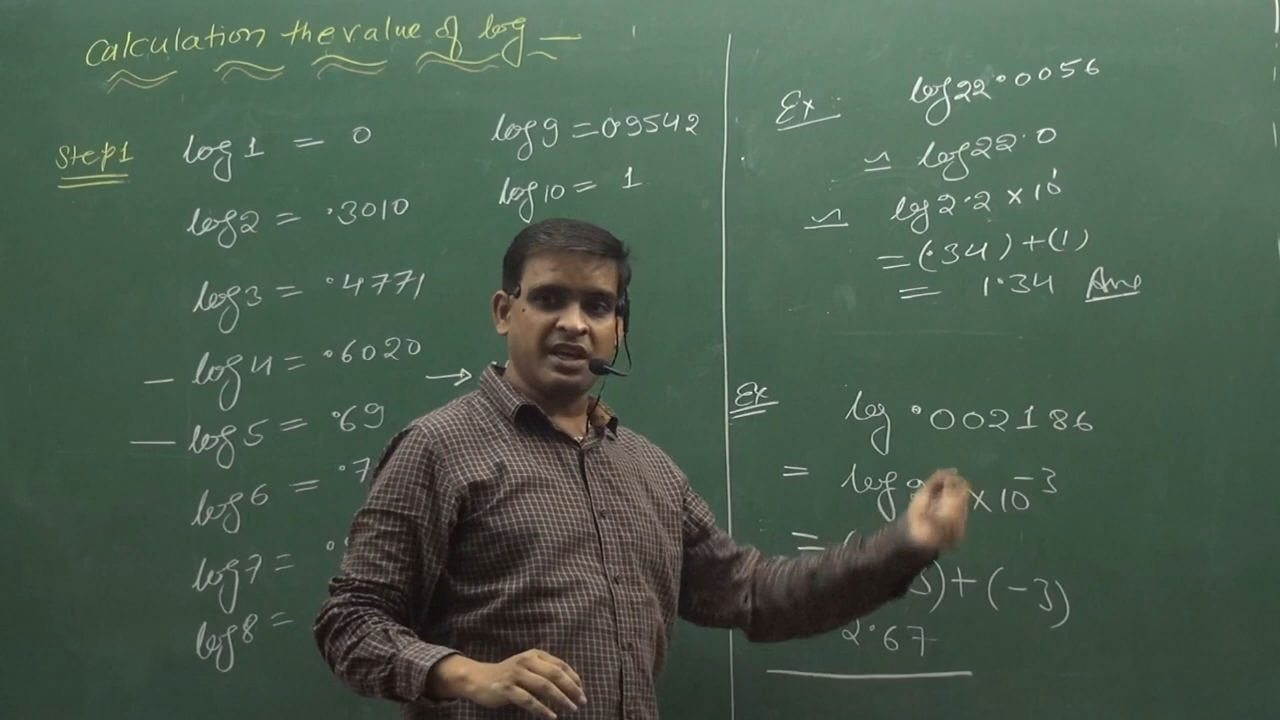 Calculation the value of log —
Step1
log 1 = 0
log 2 = .3010
log 3 = .4771
— log 4 = .6020 →
— log 5 = .69
log 6 = .7
log 7 =
log 8 =
log 9 = 0.9542
log 10 = 1
Ex: log 22.0056
≃ log 22.0
≃ log 2.2 × 10¹
= (.34) + (1)
= 1.34 Ans
Ex log .002186
= log × 10⁻³
= ) + (-3)
2.67